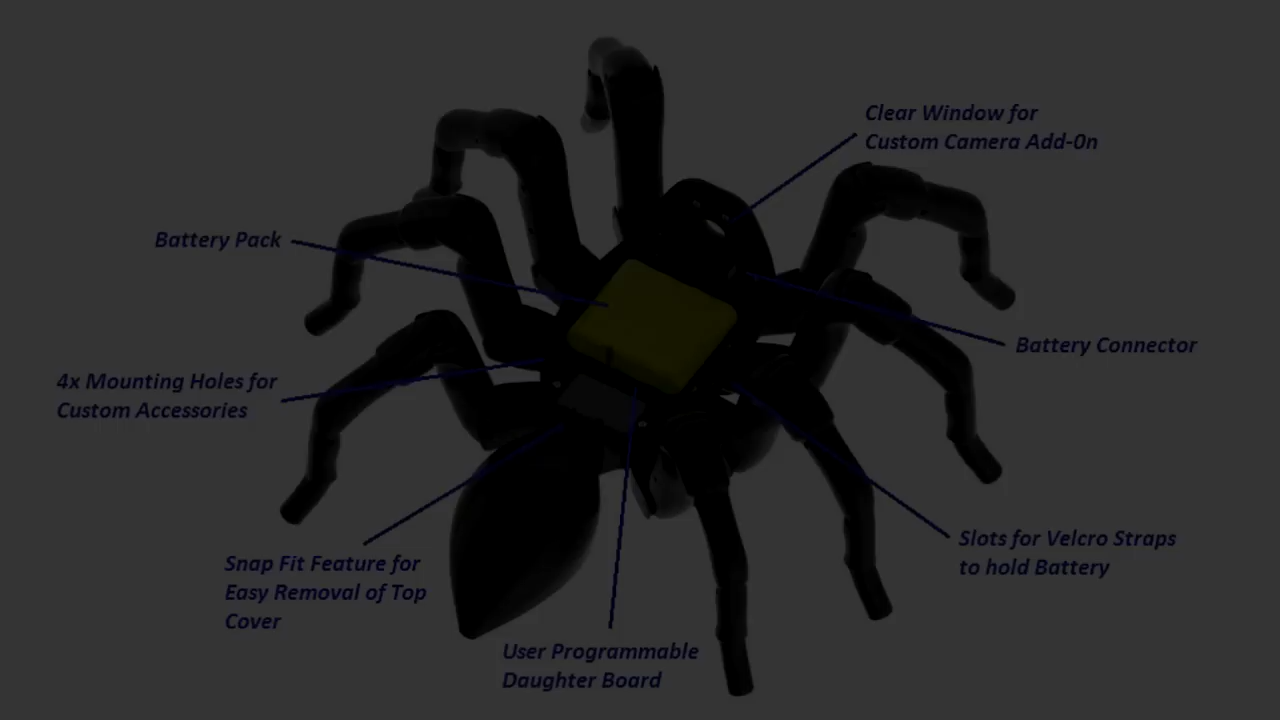 Clear Window for
Custom Camera Add-0n
Battery Pack
Battery Connector
4x Mounting Holes for
Custom Accessories
Slots for Velcro Straps
to hold Battery
Snap Fit Feature for
Easy Removal of Top
Cover
User Programmable
Daughter Board